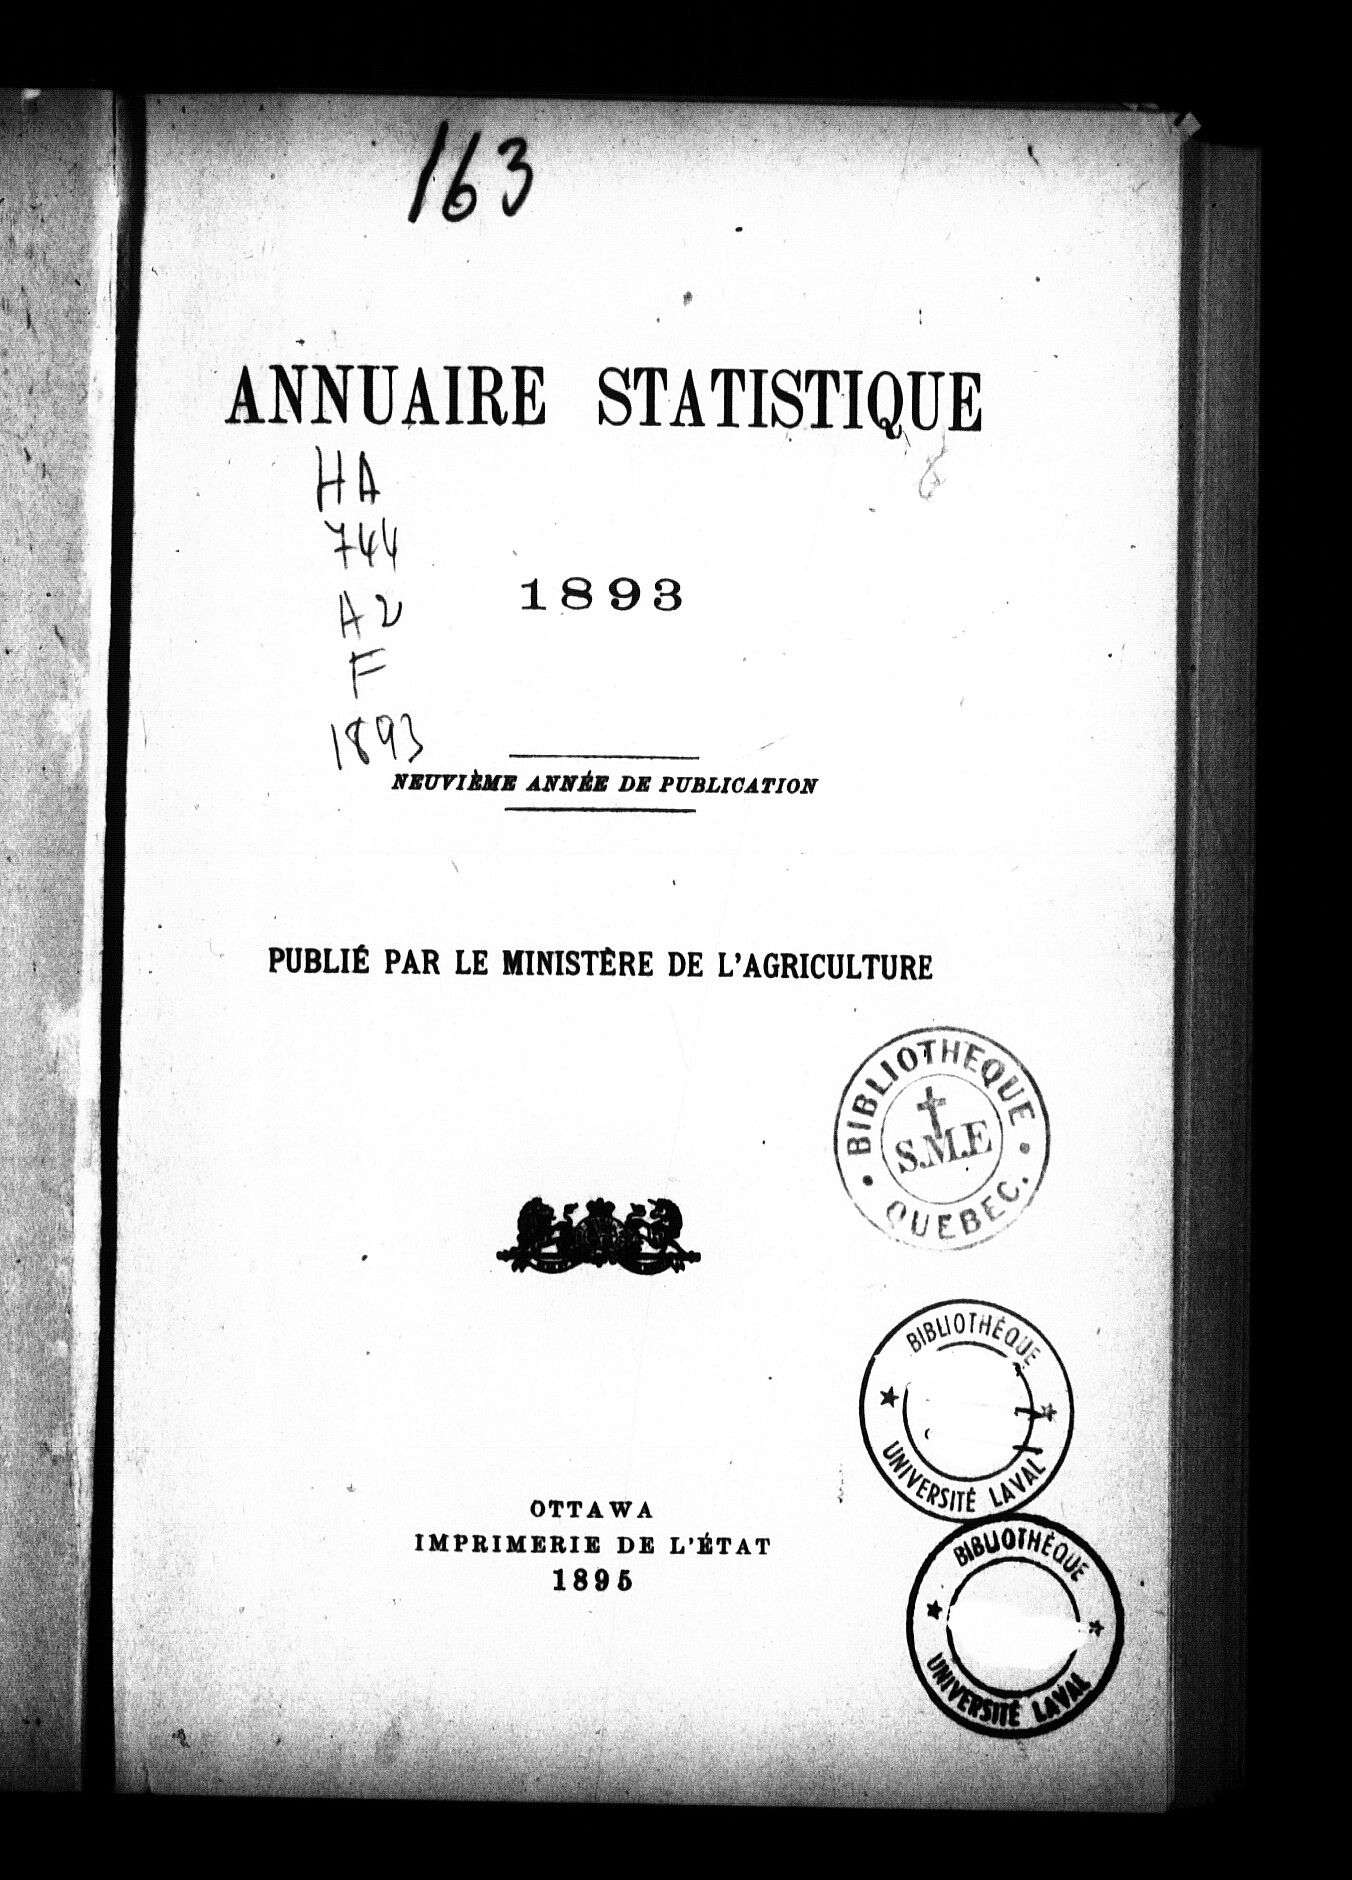 163
ANNUAIRE STATISTIQUE
HA
744
A2
F
1893
1893
NEUVIÈME ANNÉE DE PUBLICATION
PUBLIÉ PAR LE MINISTÈRE DE L'AGRICULTURE
BIBLIOTHEQUE
S.M.E
QUEBEC.
BIBLIOTHÈQUE
UNIVERSITÉ LAVAL
OTTAWA
IMPRIMERIE DE L'ÉTAT
1895
BIBLIOTHÈQUE
UNIVERSITÉ LAVAL